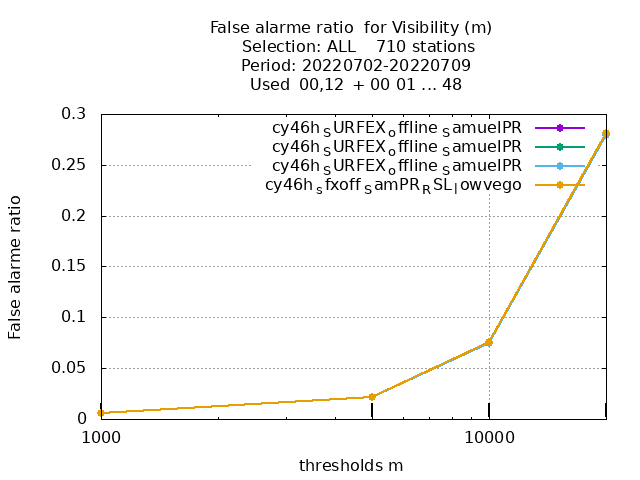 False alarme ratio  for Visibility (m)
Selection: ALL    710 stations
Period: 20220702-20220709
Used  00,12  + 00 01 ... 48
cy46h_SURFEX_offline_SamuelPR
cy46h_SURFEX_offline_SamuelPR
cy46h_SURFEX_offline_SamuelPR
cy46h_sfxoff_SamPR_RSL_lowvego
0.3
0.25
0.2
0.15
0.1
0.05
0
False alarme ratio
1000
10000
thresholds m